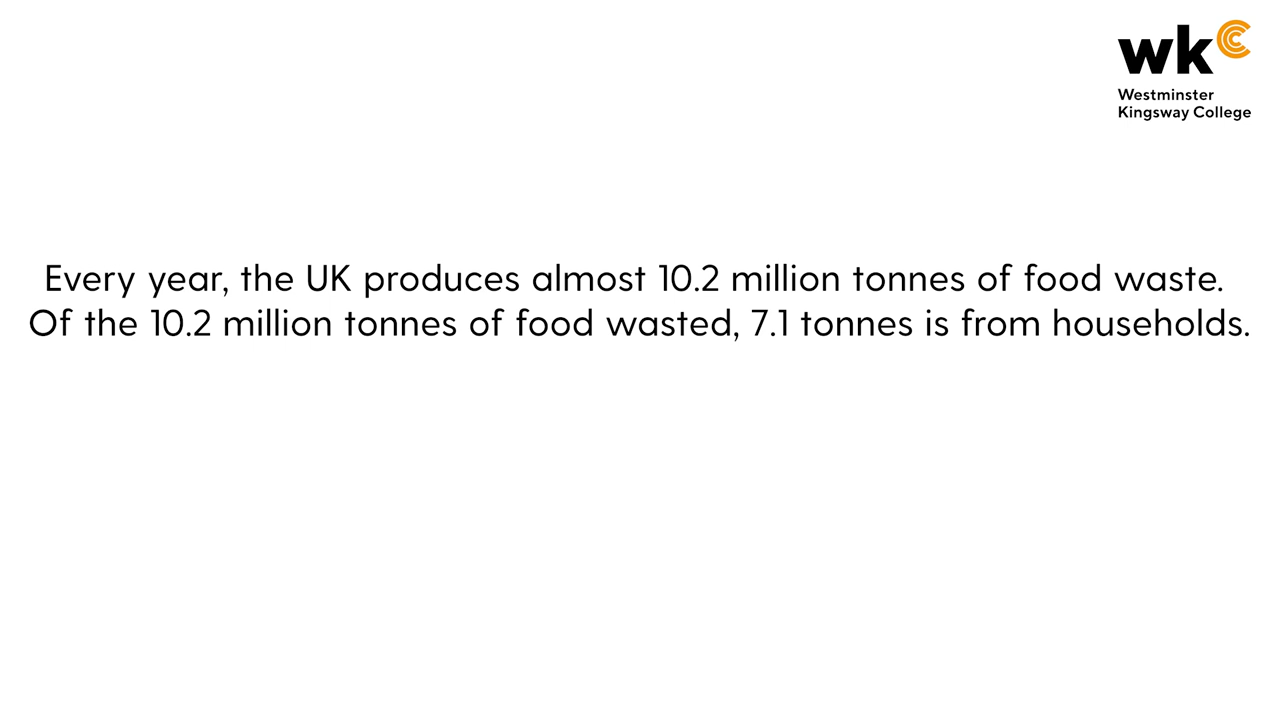 wkc
Westminster
Kingsway College
Every year, the UK produces almost 10.2 million tonnes of food waste.
Of the 10.2 million tonnes of food wasted, 7.1 tonnes is from households.